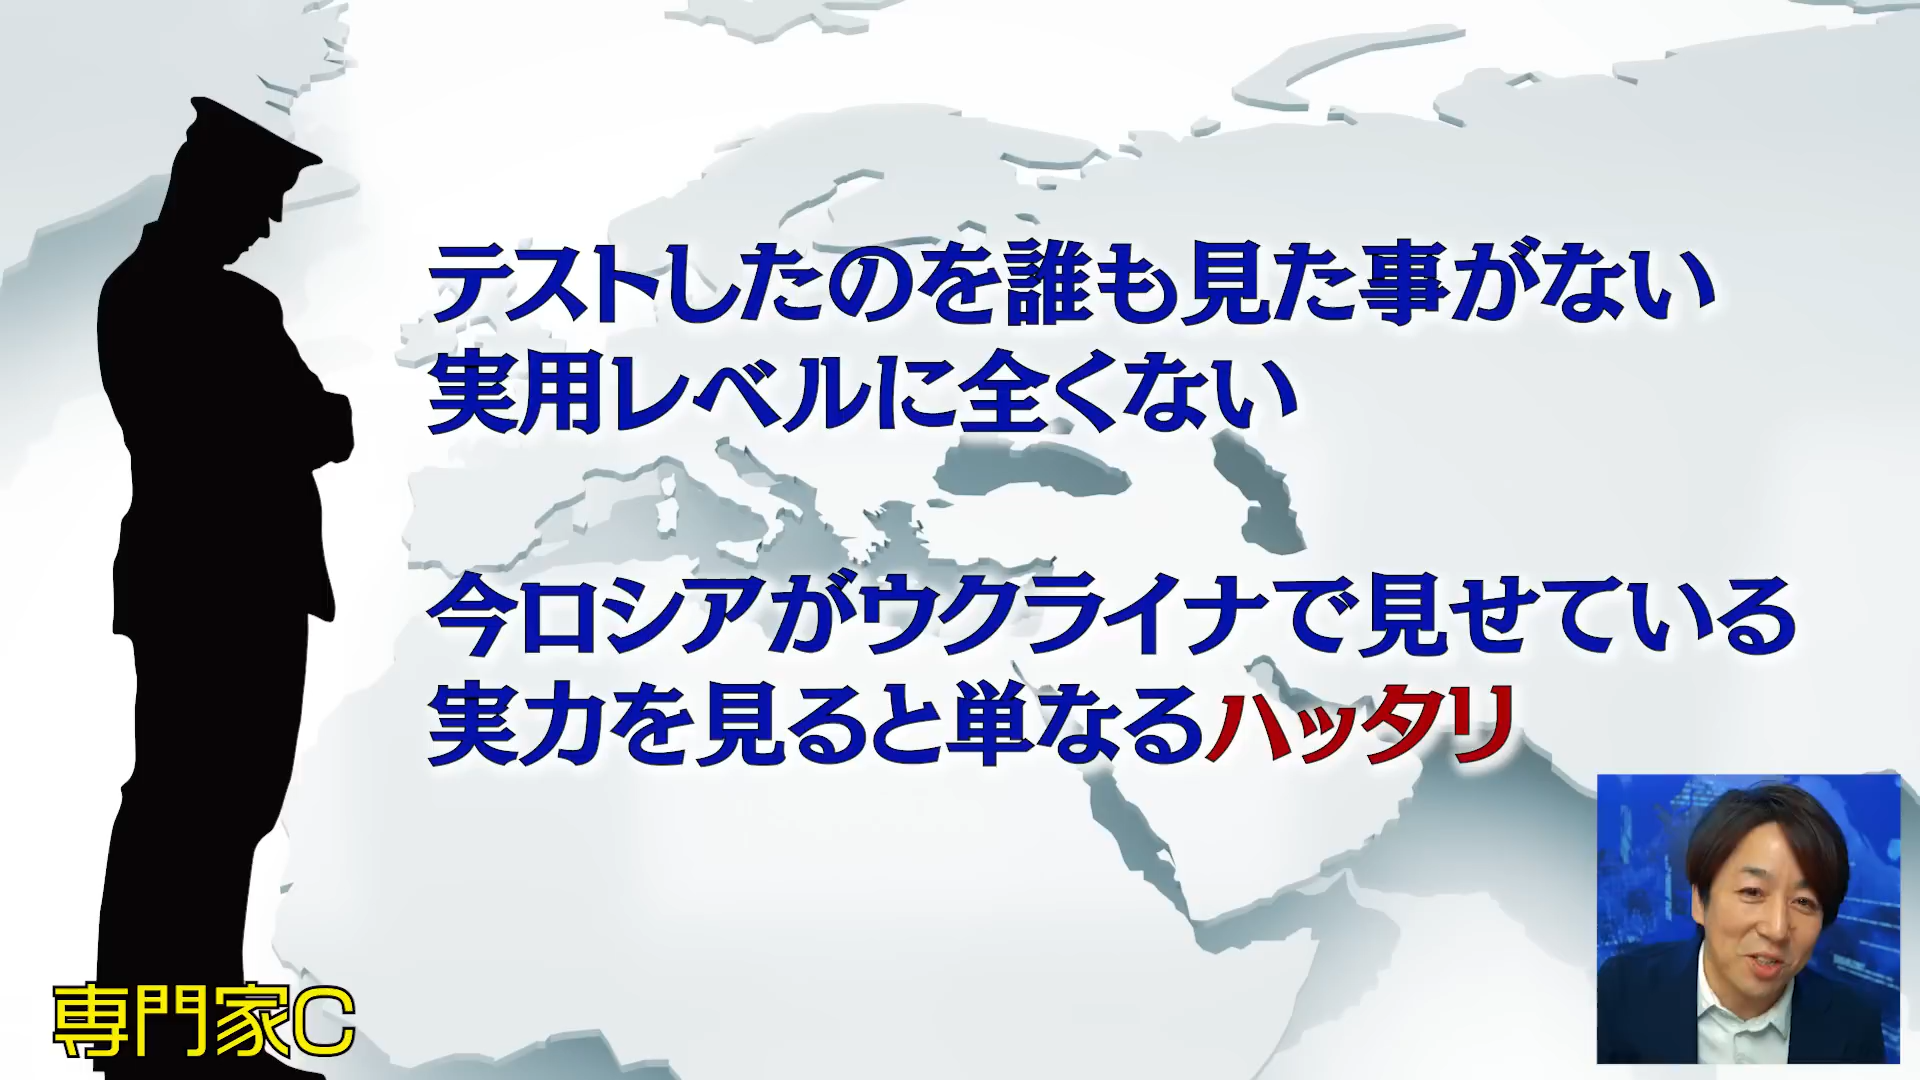 テストしたのを誰も見た事がない
実用レベルに全くない
今ロシアがウクライナで見せている
実力を見ると単なるハッタリ
専門家C